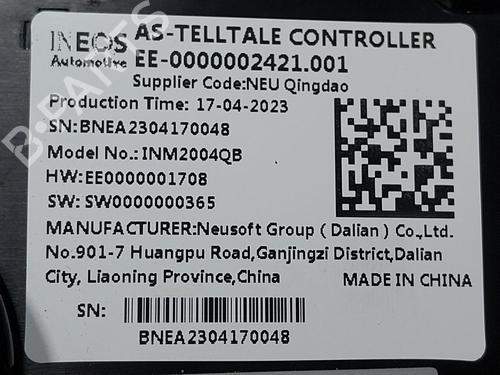 INEOS
Automotive
AS-TELLTALE CONTROLLER
EE-0000002421.001
Supplier Code:NEU Qingdao
Production Time: 17-04-2023
SN:BNEA2304170048
Model No.:INM2004QB
HW:EE0000001708
SW: SW0000000365
MANUFACTURER:Neusoft Group ( Dalian ) Co.,Ltd.
No.901-7 Huangpu Road,Ganjingzi District,Dalian
City, Liaoning Province,China
MADE IN CHINA
SN:
BNEA2304170048
B-PARTS